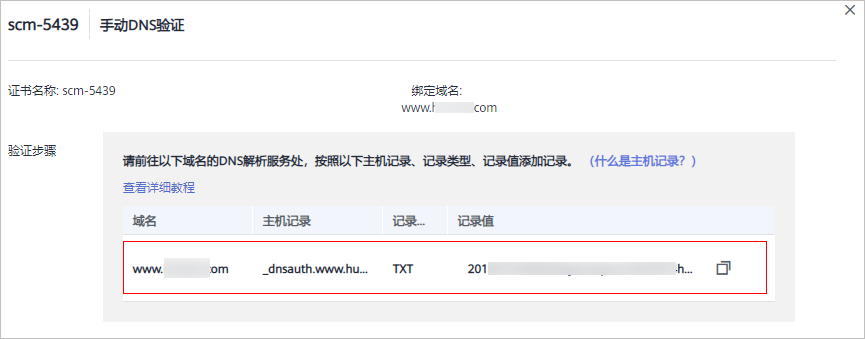 scm-5439 手动DNS验证
证书名称: scm-5439
绑定域名:
www.h com
验证步骤
请前往以下域名的DNS解析服务处，按照以下主机记录、记录类型、记录值添加记录。 （什么是主机记录？）
查看详细教程
域名 主机记录 记录... 记录值
www. com _dnsauth.www.hu... TXT 201 h...